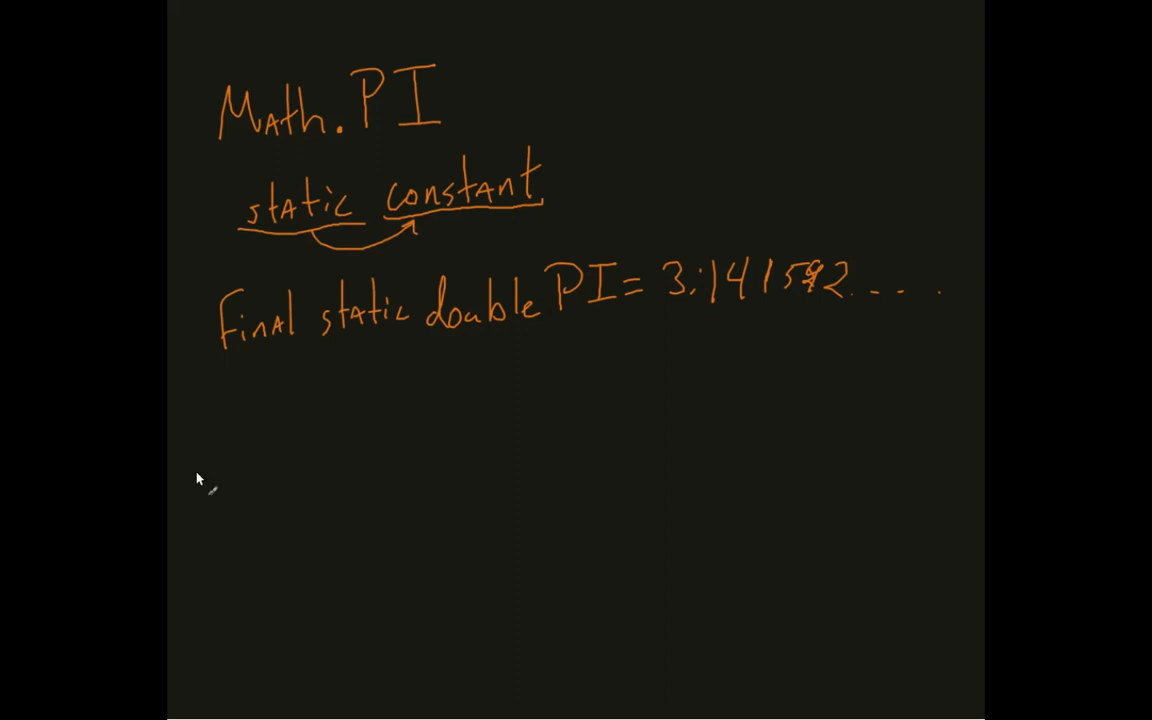 Math.PI
static constant
Final static double PI = 3.141592....